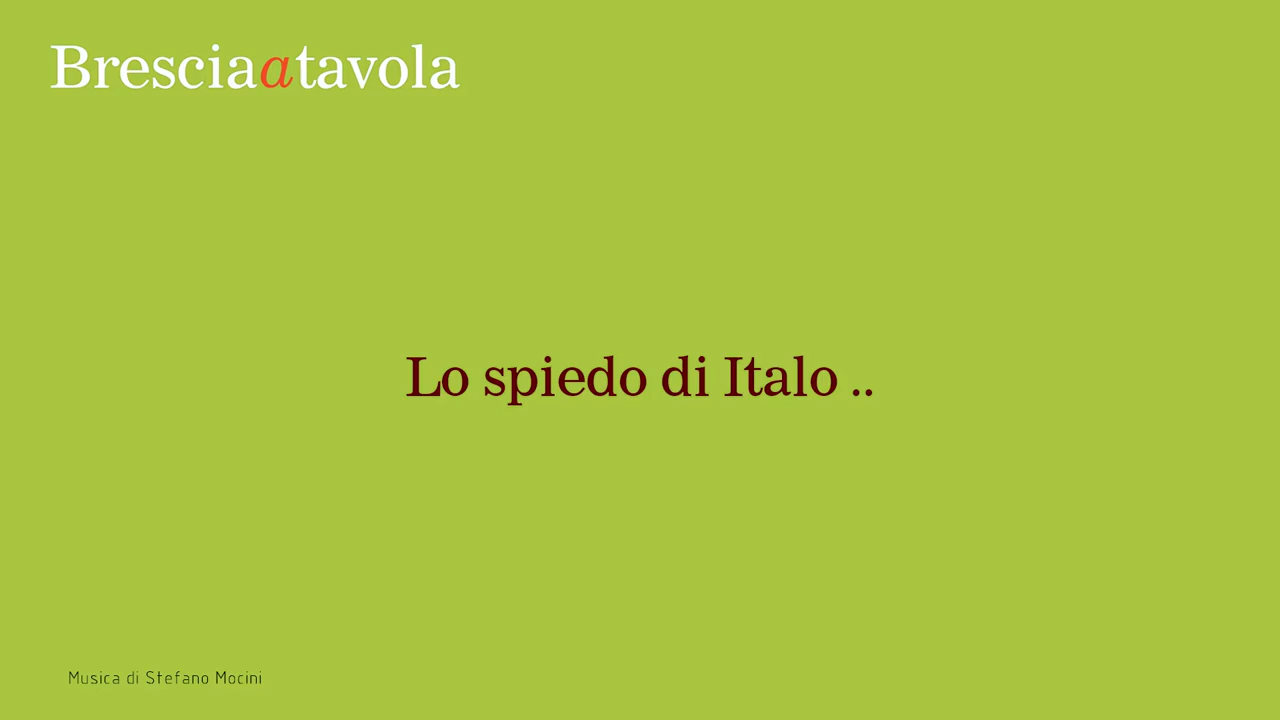 Bresciaatavola
Lo spiedo di Italo ..
Musica di Stefano Mocini